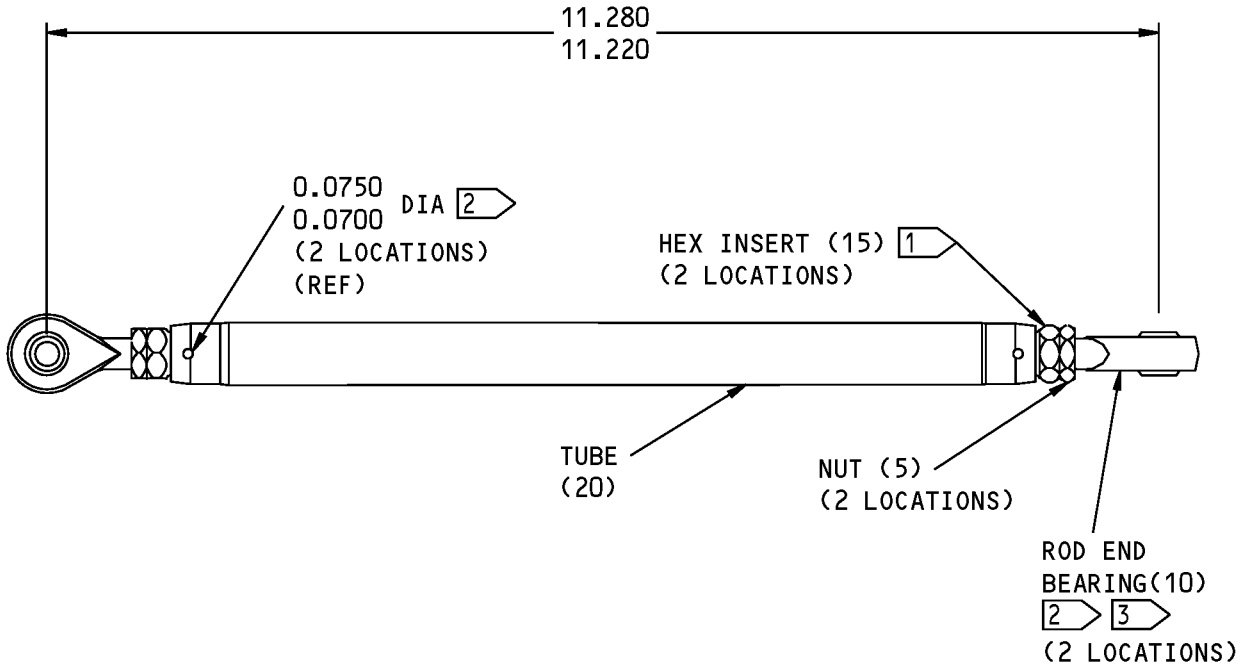 11.280
11.220
0.0750
0.0700
DIA 2
(2 LOCATIONS)
(REF)
HEX INSERT (15) 1
(2 LOCATIONS)
TUBE
(20)
NUT (5)
(2 LOCATIONS)
ROD END
BEARING(10)
2 3
(2 LOCATIONS)